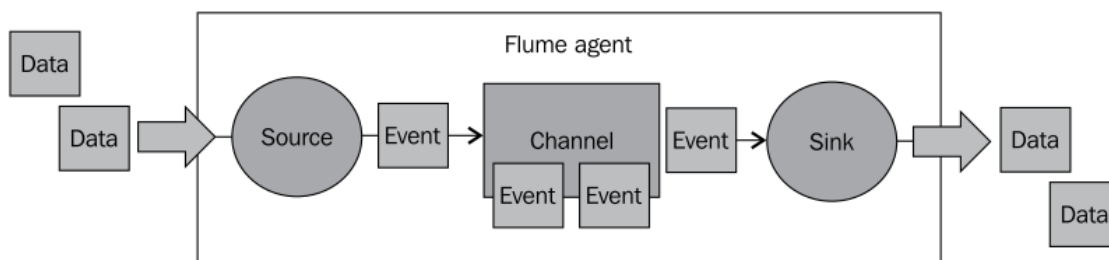 Flume agent
Data
Data
Source
Event
Channel
Event
Event
Event
Sink
Data
Data